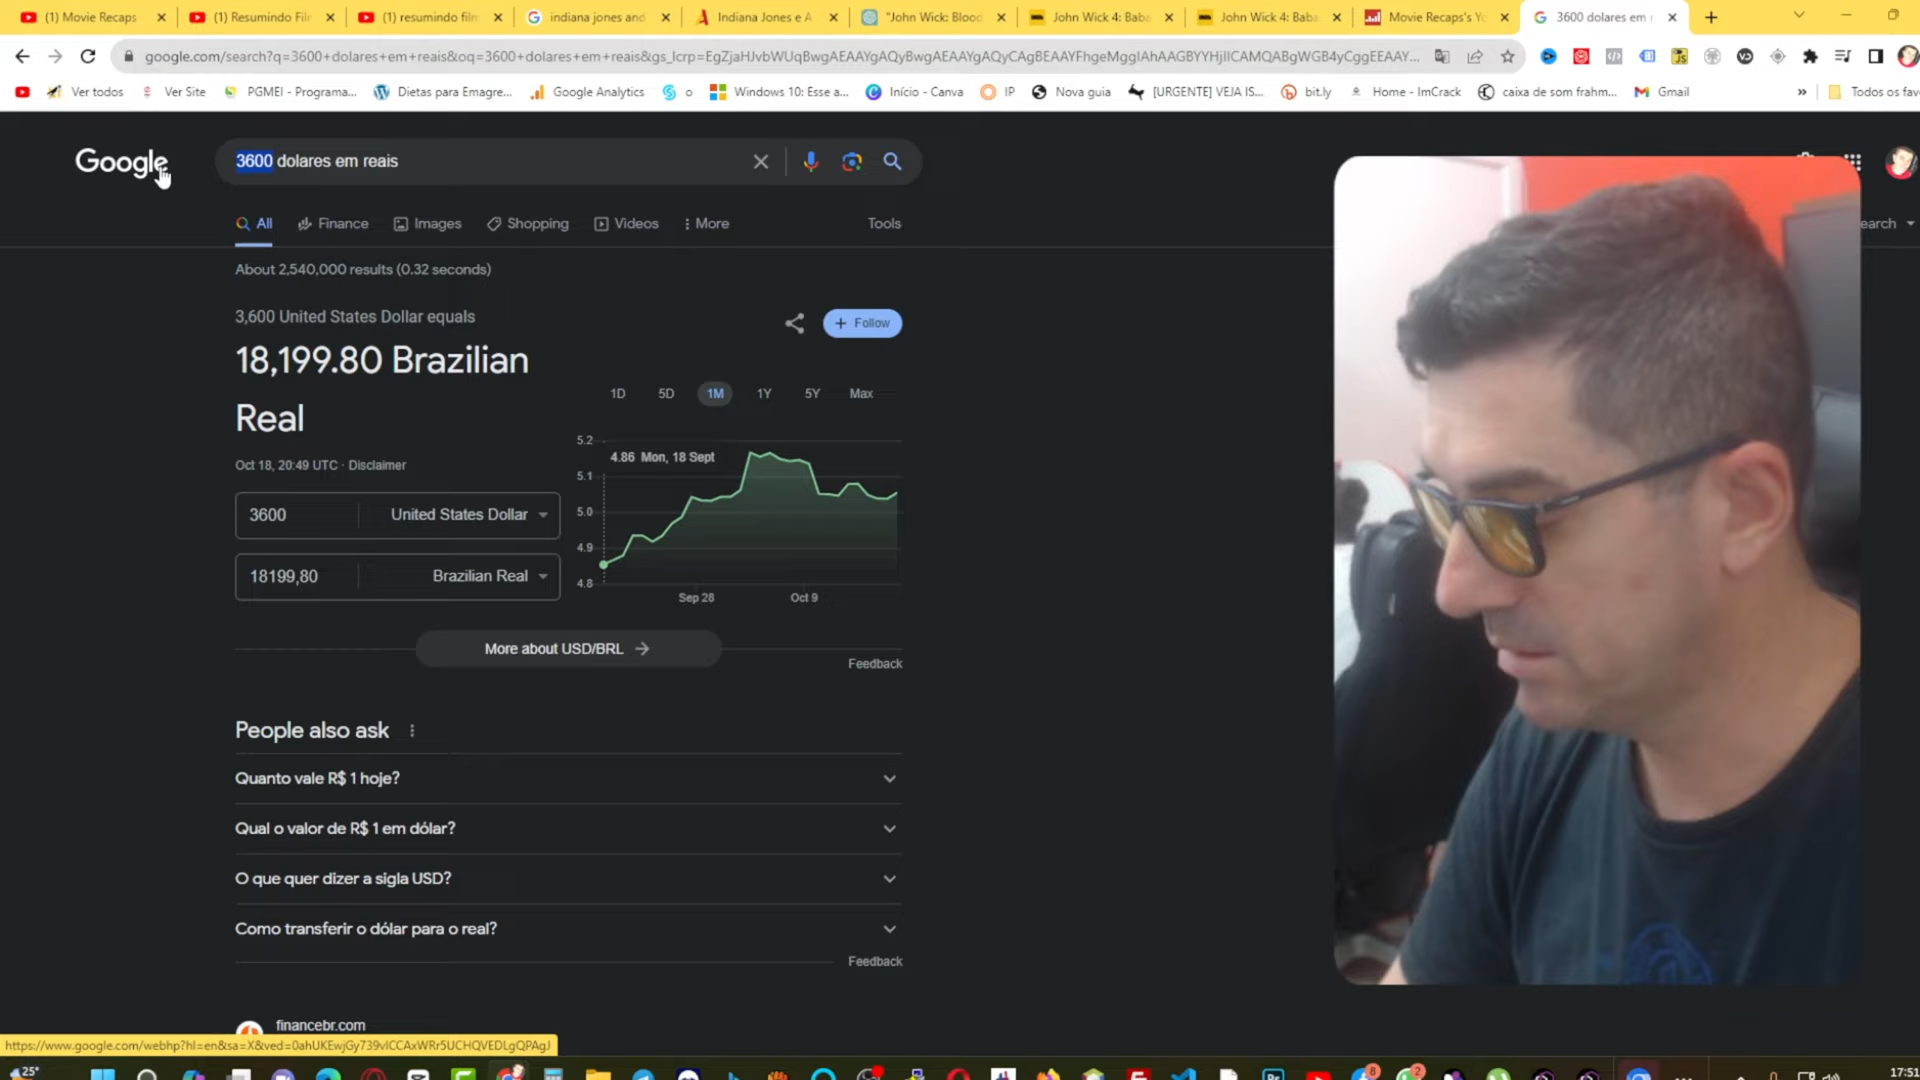 (1) Movie Recaps
(1) Resumindo Fil
(1) resumindo film
indiana jones and
Indiana Jones e A
"John Wick: Blood
John Wick 4: Baba
John Wick 4: Baba
Movie Recaps's Yo
3600 dolares em r
Ver todos
Ver Site
PGMEI - Programa...
Dietas para Emagre...
Google Analytics
o
Windows 10: Esse a...
Início - Canva
IP
Nova guia
[URGENTE] VEJA IS...
bit.ly
Home - ImCrack
caixa de som frahm...
Gmail
»
Todos os fav
Google
3600 dolares em reais
All
Finance
Images
Shopping
Videos
More
Tools
earch
About 2,540,000 results (0.32 seconds)
3,600 United States Dollar equals
18,199.80 Brazilian
Real
+ Follow
Oct 18, 20:49 UTC · Disclaimer
3600
United States Dollar
18199,80
Brazilian Real
1D
5D
1M
1Y
5Y
Max
4.86 Mon, 18 Sept
5.2
5.1
5.0
4.9
4.8
Sep 28
Oct 9
More about USD/BRL
Feedback
People also ask
Quanto vale R$ 1 hoje?
Qual o valor de R$ 1 em dólar?
O que quer dizer a sigla USD?
Como transferir o dólar para o real?
Feedback
financebr.com
25°
8
2
17:51